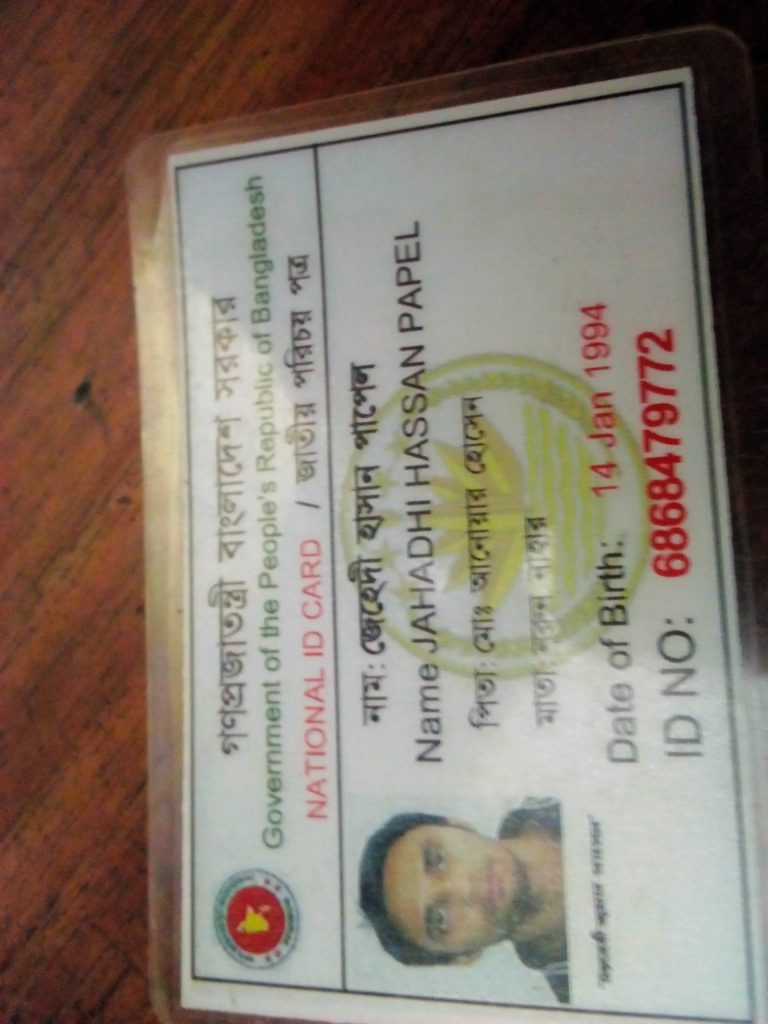 গণপ্রজাতন্ত্রী বাংলাদেশ সরকার
Government of the People's Republic of Bangladesh
NATIONAL ID CARD / জাতীয় পরিচয় পত্র
নাম: জেহেদী হাসান পাপেল
Name JAHADHI HASSAN PAPEL
পিতা: মোঃ আনোয়ার হোসেন
মাতা: নাহার
Date of Birth: 14 Jan 1994
ID NO: 6868479772